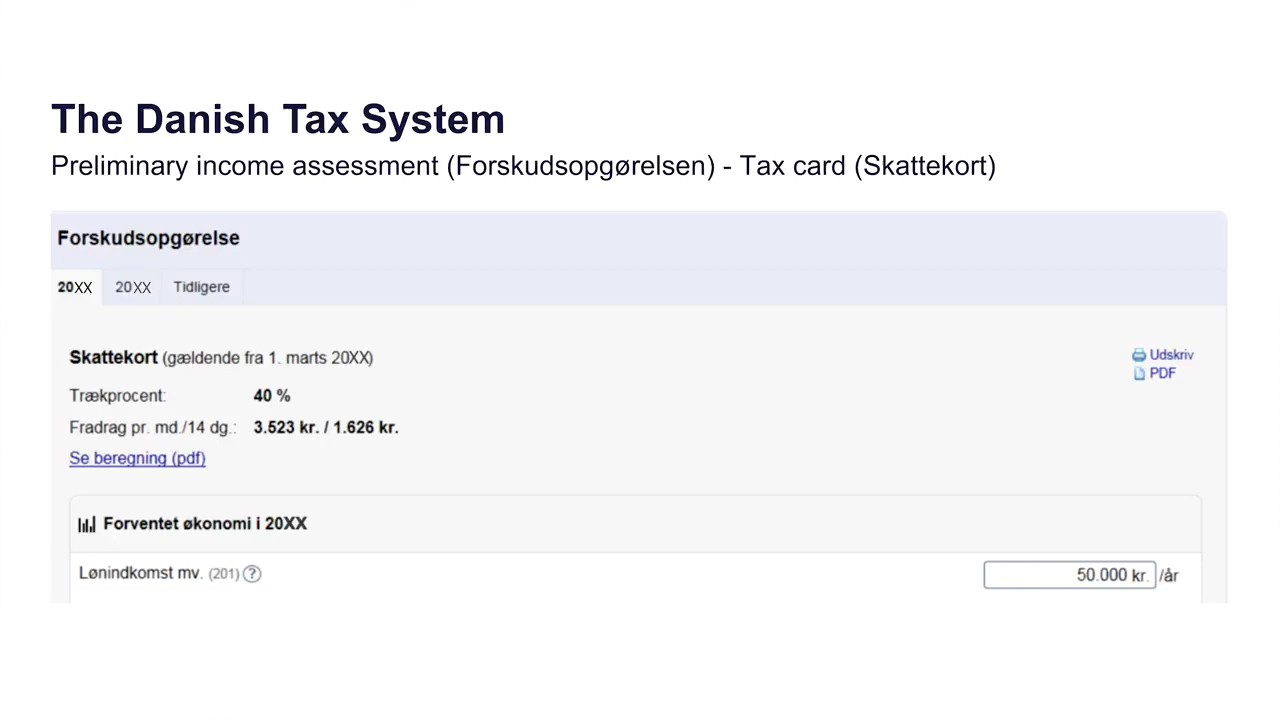 The Danish Tax System
Preliminary income assessment (Forskudsopgørelsen) - Tax card (Skattekort)
Forskudsopgørelse
20XX 20XX Tidligere
Skattekort (gældende fra 1. marts 20XX)
Udskriv
PDF
Trækprocent: 40 %
Fradrag pr. md./14 dg.: 3.523 kr. / 1.626 kr.
Se beregning (pdf)
Forventet økonomi i 20XX
Lønindkomst mv. (201) ? 50.000 kr. /år